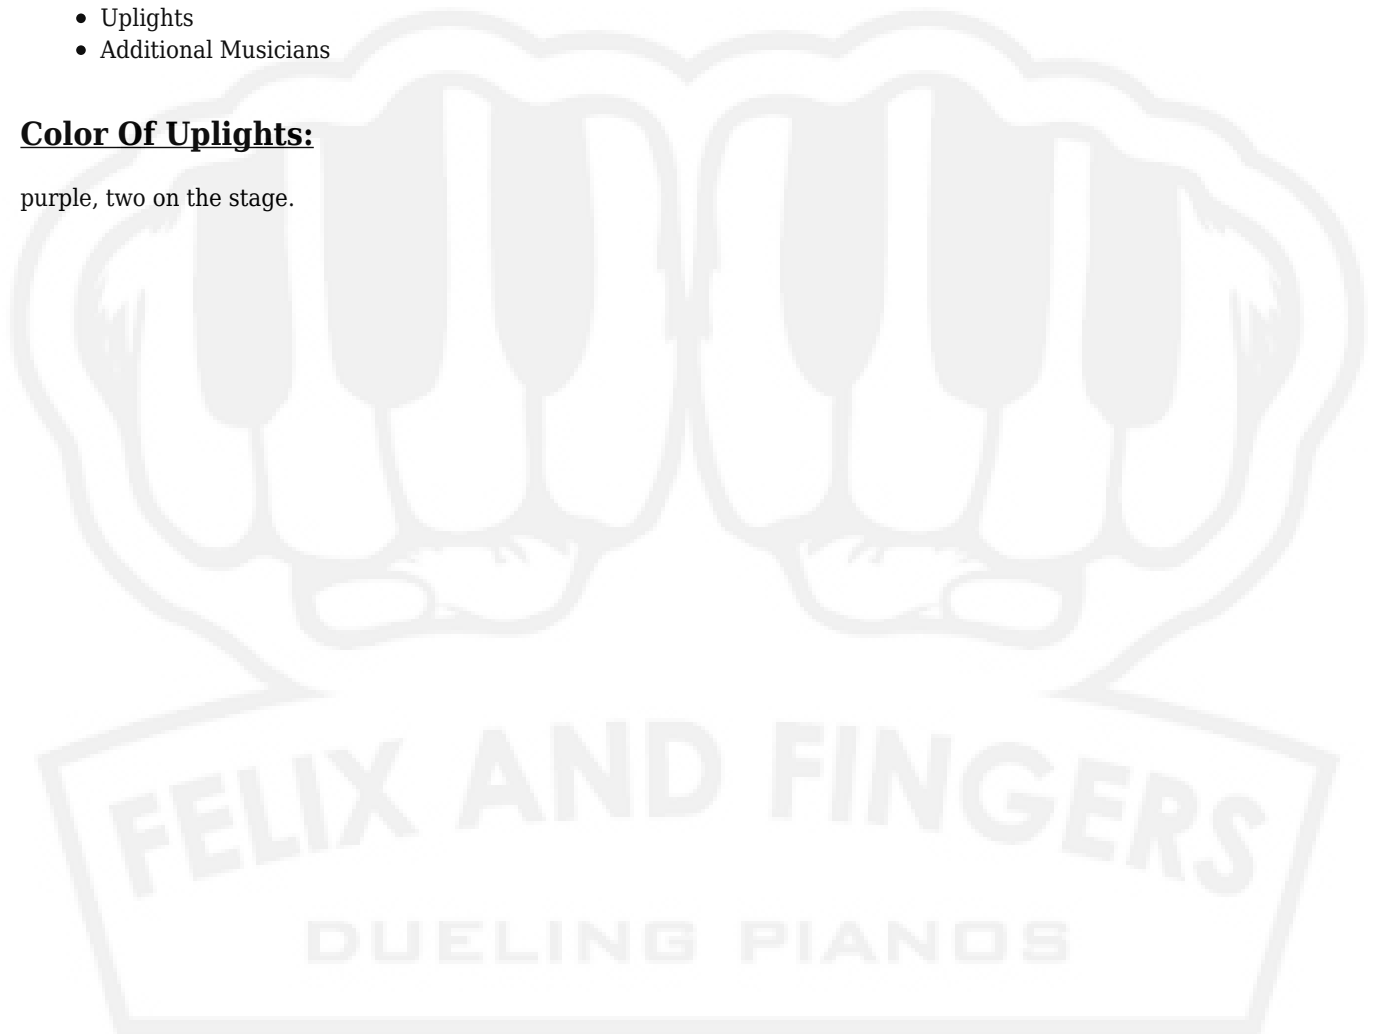 Uplights
Additional Musicians
Color Of Uplights:
purple, two on the stage.
FELIX AND FINGERS
DUELING PIANOS